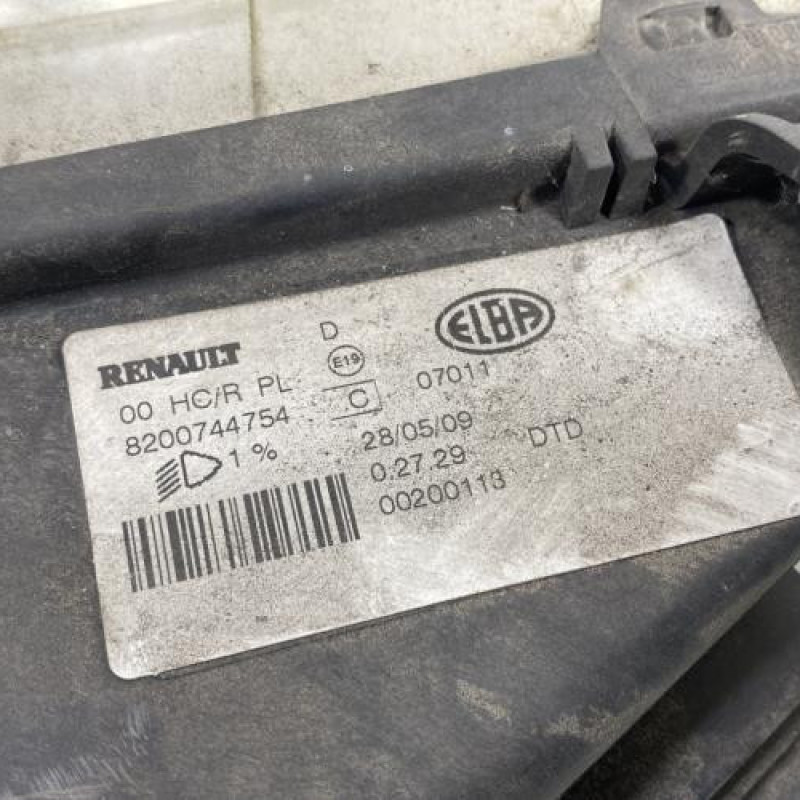 RENAULT D ELBA
00 HC/R PL E19 07011
8200744754 C 28/05/09
1 % 0.27.29 DTD
00200113